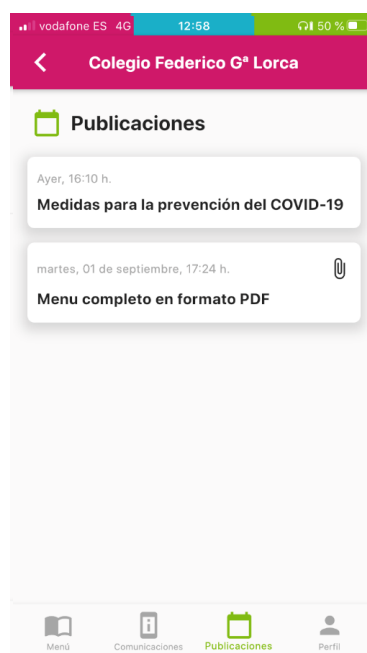 vodafone ES 4G 12:58 50 %
Colegio Federico Gª Lorca
Publicaciones
Ayer, 16:10 h.
Medidas para la prevención del COVID-19
martes, 01 de septiembre, 17:24 h.
Menu completo en formato PDF
Menú Comunicaciones Publicaciones Perfil